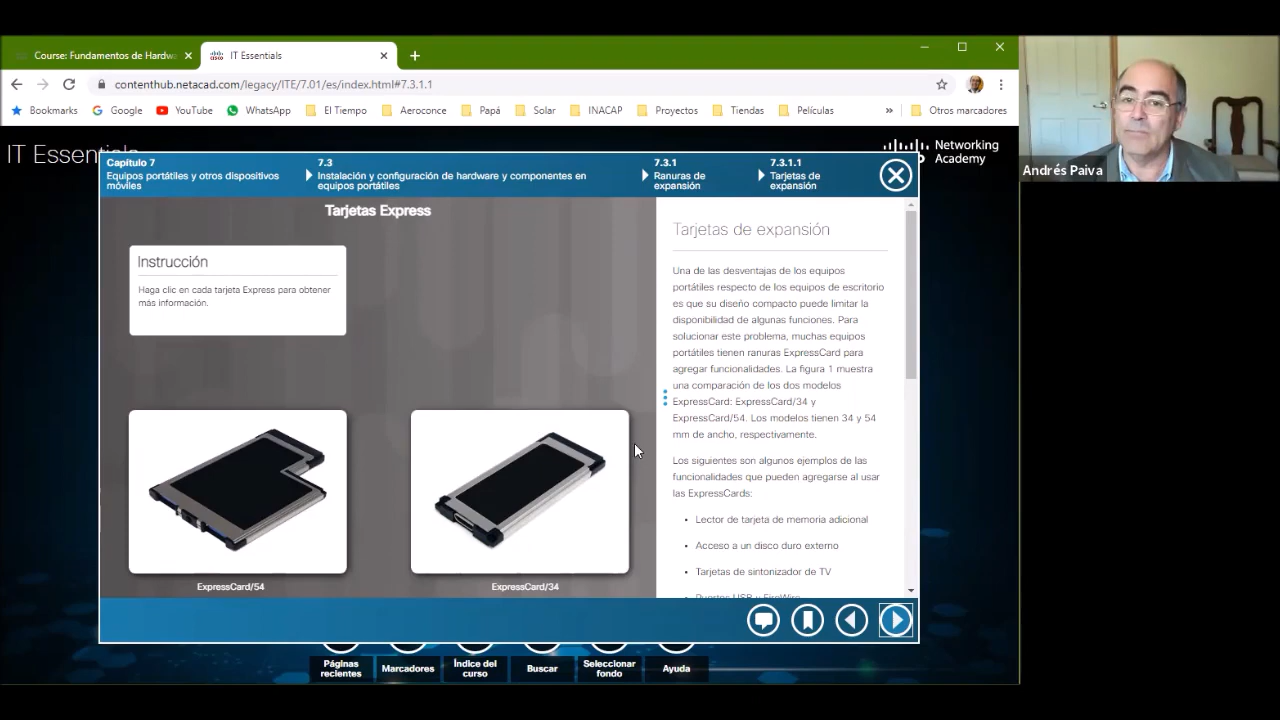 Course: Fundamentos de Hardwa
IT Essentials
contenthub.netacad.com/legacy/ITE/7.01/es/index.html#7.3.1.1
Bookmarks
Google
YouTube
WhatsApp
El Tiempo
Aeroconce
Papá
Solar
INACAP
Proyectos
Tiendas
Películas
»
Otros marcadores
IT Essentials
Networking
Academy
Andrés Paiva
Capítulo 7
Equipos portátiles y otros dispositivos
móviles
7.3
Instalación y configuración de hardware y componentes en
equipos portátiles
7.3.1
Ranuras de
expansión
7.3.1.1
Tarjetas de
expansión
Tarjetas Express
Instrucción
Haga clic en cada tarjeta Express para obtener
más información.
ExpressCard/54
ExpressCard/34
Tarjetas de expansión
Una de las desventajas de los equipos
portátiles respecto de los equipos de escritorio
es que su diseño compacto puede limitar la
disponibilidad de algunas funciones. Para
solucionar este problema, muchas equipos
portátiles tienen ranuras ExpressCard para
agregar funcionalidades. La figura 1 muestra
una comparación de los dos modelos
ExpressCard: ExpressCard/34 y
ExpressCard/54. Los modelos tienen 34 y 54
mm de ancho, respectivamente.
Los siguientes son algunos ejemplos de las
funcionalidades que pueden agregarse al usar
las ExpressCards:
• Lector de tarjeta de memoria adicional
• Acceso a un disco duro externo
• Tarjetas de sintonizador de TV
• Puertos USB y FireWire
Páginas
recientes
Marcadores
Índice del
curso
Buscar
Seleccionar
fondo
Ayuda